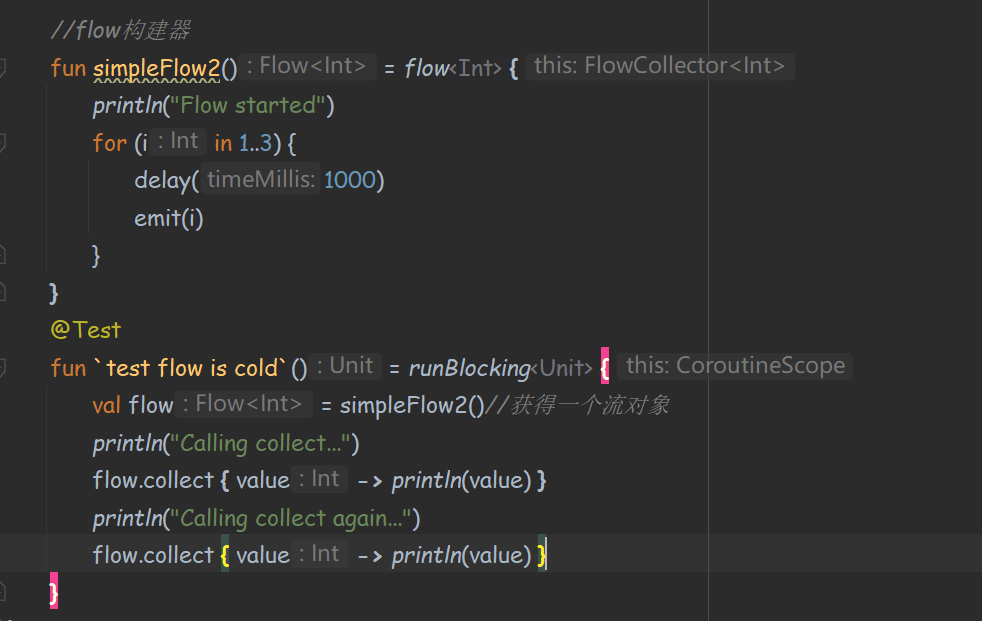 //flow构建器
fun simpleFlow2() : Flow<Int> = flow<Int> { this: FlowCollector<Int>
println("Flow started")
for (i : Int in 1..3) {
delay( timeMillis: 1000)
emit(i)
}
}
@Test
fun `test flow is cold`() : Unit = runBlocking<Unit> { this: CoroutineScope
val flow : Flow<Int> = simpleFlow2()//获得一个流对象
println("Calling collect...")
flow.collect { value : Int -> println(value) }
println("Calling collect again...")
flow.collect { value : Int -> println(value) }
}